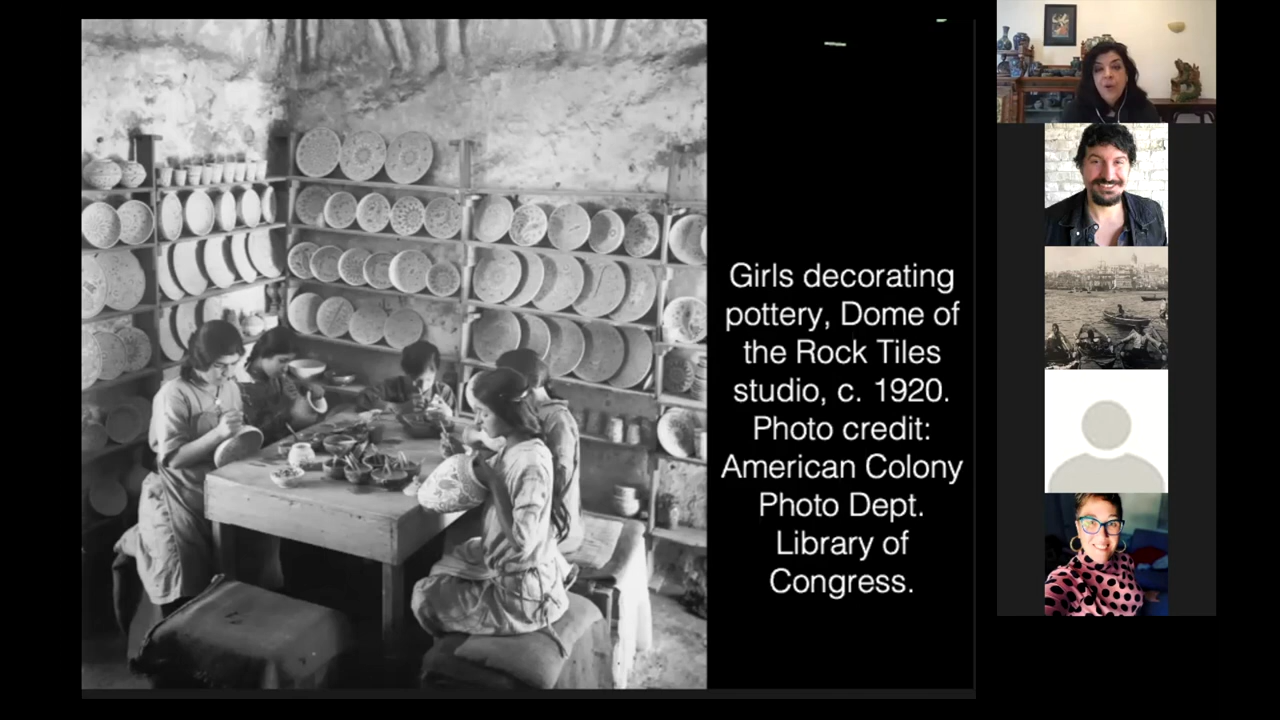 Girls decorating
pottery, Dome of
the Rock Tiles
studio, c. 1920.
Photo credit:
American Colony
Photo Dept.
Library of
Congress.